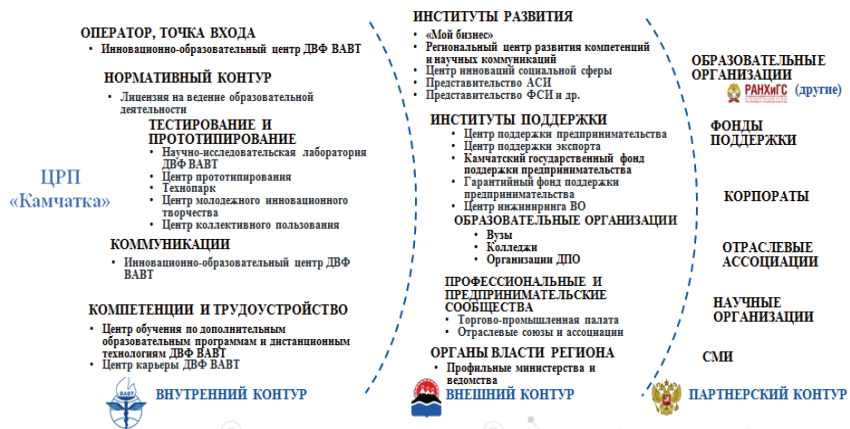 ЦРП
«Камчатка»
ОПЕРАТОР, ТОЧКА ВХОДА
• Инновационно-образовательный центр ДВФ ВАВТ
НОРМАТИВНЫЙ КОНТУР
• Лицензия на ведение образовательной
деятельности
ТЕСТИРОВАНИЕ И
ПРОТОТИПИРОВАНИЕ
• Научно-исследовательская лаборатория
ДВФ ВАВТ
• Центр прототипирования
• Технопарк
• Центр молодежного инновационного
творчества
• Центр коллективного пользования
КОММУНИКАЦИИ
• Инновационно-образовательный центр ДВФ
ВАВТ
КОМПЕТЕНЦИИ И ТРУДОУСТРОЙСТВО
• Центр обучения по дополнительным
образовательным программам и дистанционным
технологиям ДВФ ВАВТ
• Центр карьеры ДВФ ВАВТ
ВАВТ
ВНУТРЕННИЙ КОНТУР
ИНСТИТУТЫ РАЗВИТИЯ
• «Мой бизнес»
• Региональный центр развития компетенций
и научных коммуникаций
• Центр инноваций социальной сферы
• Представительство АСИ
• Представительство ФСИ и др.
ИНСТИТУТЫ ПОДДЕРЖКИ
• Центр поддержки предпринимательства
• Центр поддержки экспорта
• Камчатский государственный фонд
поддержки предпринимательства
• Гарантийный фонд поддержки
предпринимательства
• Центр инжиниринга ВО
ОБРАЗОВАТЕЛЬНЫЕ ОРГАНИЗАЦИИ
• Вузы
• Колледжи
• Организации ДПО
ПРОФЕССИОНАЛЬНЫЕ И
ПРЕДПРИНИМАТЕЛЬСКИЕ
СООБЩЕСТВА
• Торгово-промышленная палата
• Отраслевые союзы и ассоциации
ОРГАНЫ ВЛАСТИ РЕГИОНА
• Профильные министерства и
ведомства
ВНЕШНИЙ КОНТУР
ОБРАЗОВАТЕЛЬНЫЕ
ОРГАНИЗАЦИИ
РАНХиГС (другие)
ФОНДЫ
ПОДДЕРЖКИ
КОРПОРАТЫ
ОТРАСЛЕВЫЕ
АССОЦИАЦИИ
НАУЧНЫЕ
ОРГАНИЗАЦИИ
СМИ
ПАРТНЕРСКИЙ КОНТУР